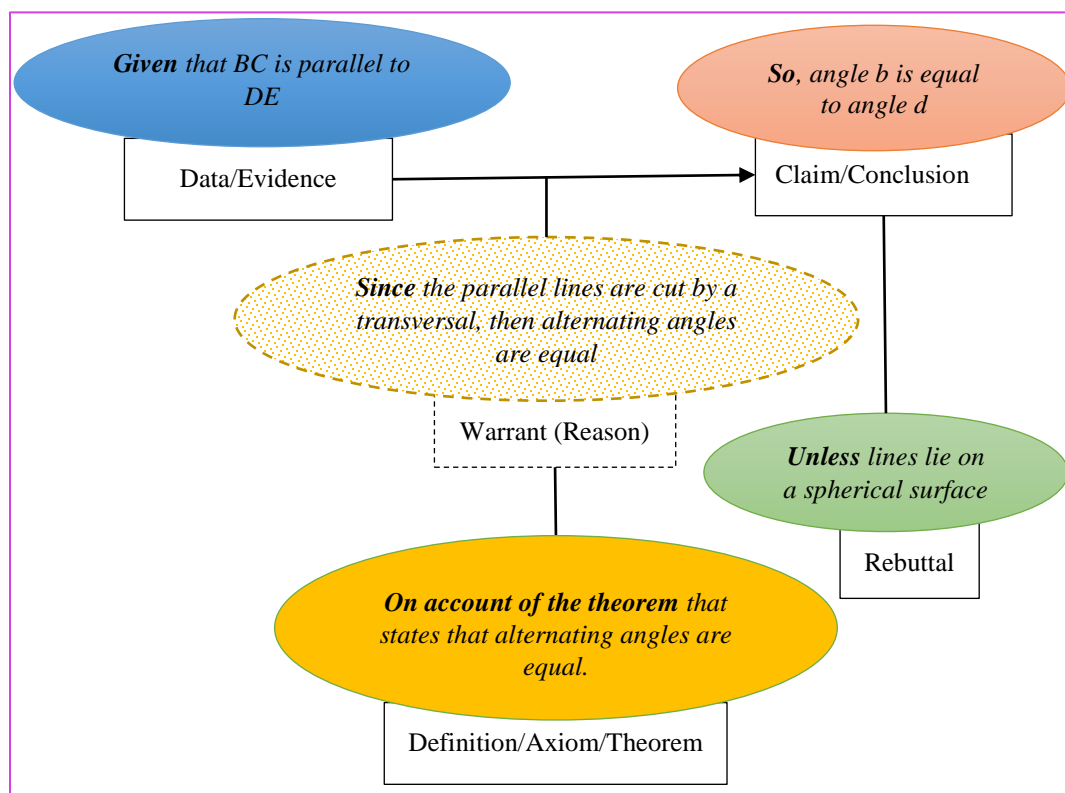 Given that BC is parallel to
DE
Data/Evidence
So, angle b is equal
to angle d
Claim/Conclusion
Since the parallel lines are cut by a
transversal, then alternating angles
are equal
Warrant (Reason)
Unless lines lie on
a spherical surface
Rebuttal
On account of the theorem that
states that alternating angles are
equal.
Definition/Axiom/Theorem